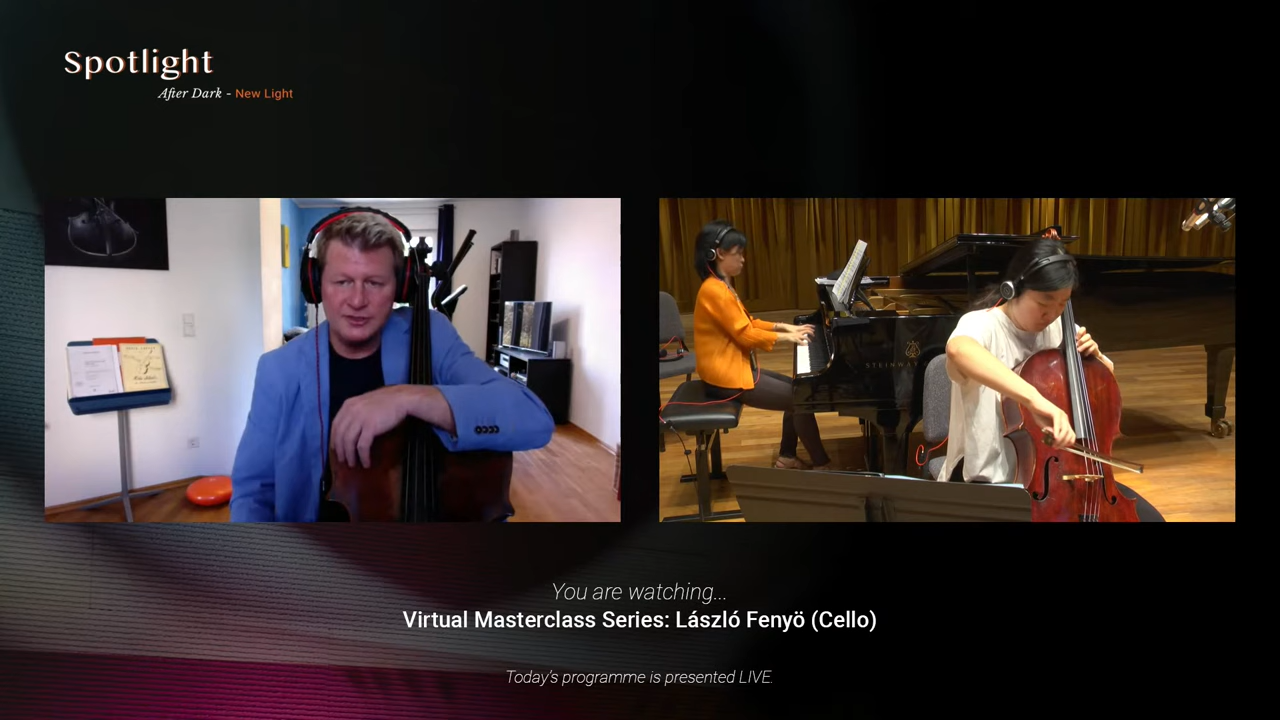 Spotlight
After Dark - New Light
STEINWAY
You are watching...
Virtual Masterclass Series: László Fenyö (Cello)
Today's programme is presented LIVE.